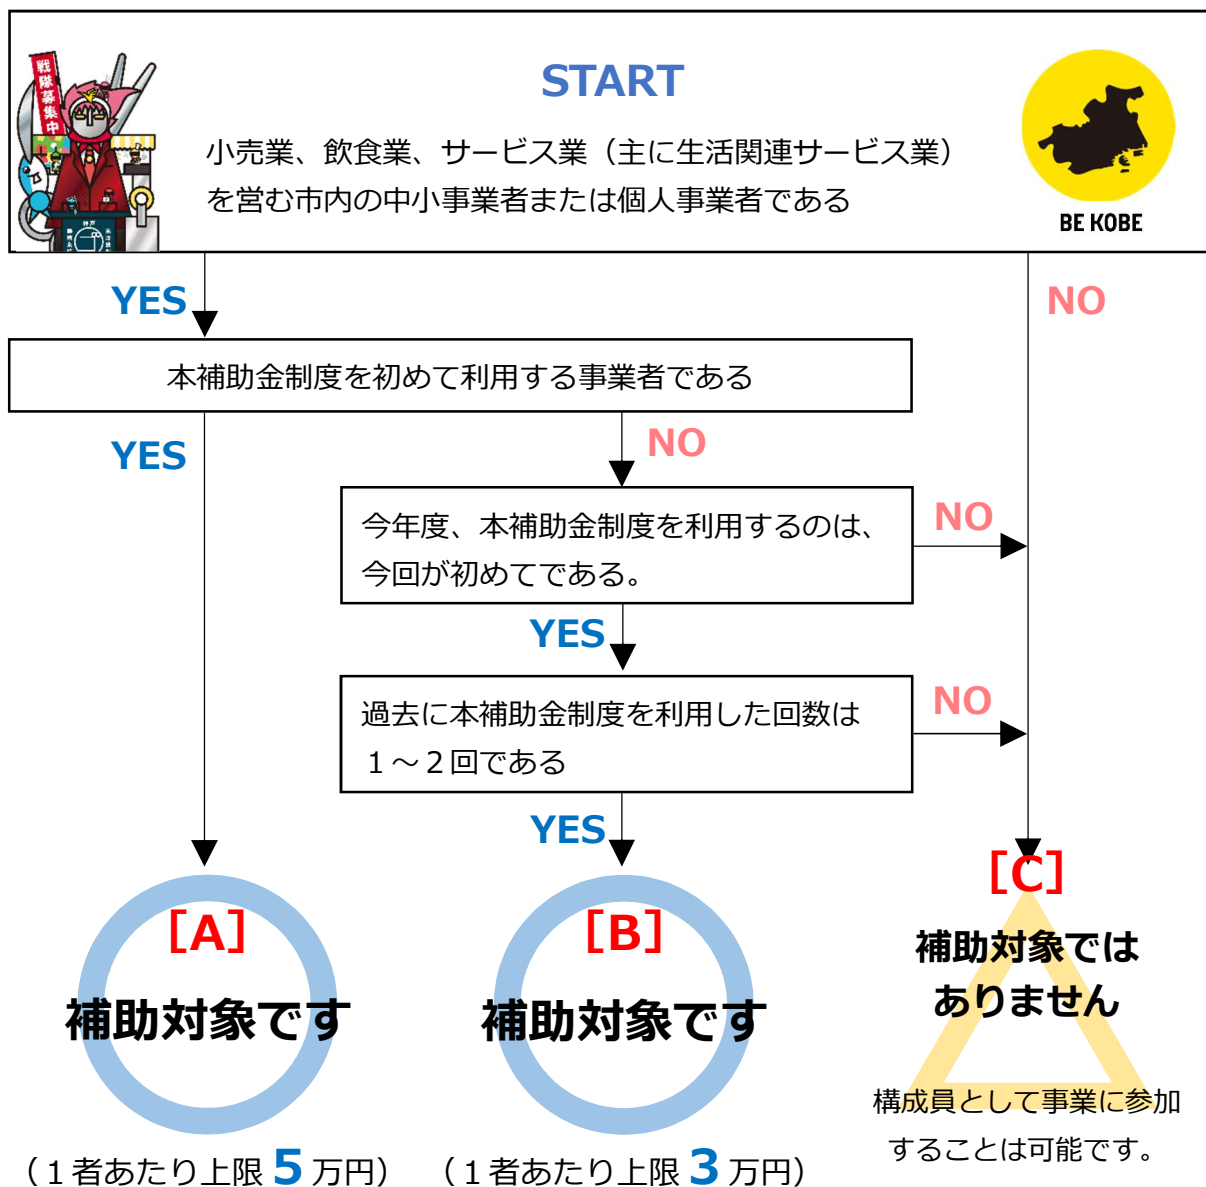 START
戦隊募集中
小売業、飲食業、サービス業（主に生活関連サービス業）
を営む市内の中小事業者または個人事業者である
BE KOBE
YES
NO
本補助金制度を初めて利用する事業者である
YES
NO
今年度、本補助金制度を利用するのは、
今回が初めてである。
NO
YES
過去に本補助金制度を利用した回数は
１～２回である
NO
YES
［A］
補助対象です
（１者あたり上限 5 万円）
［B］
補助対象です
（１者あたり上限 3 万円）
［C］
補助対象では
ありません
構成員として事業に参加
することは可能です。